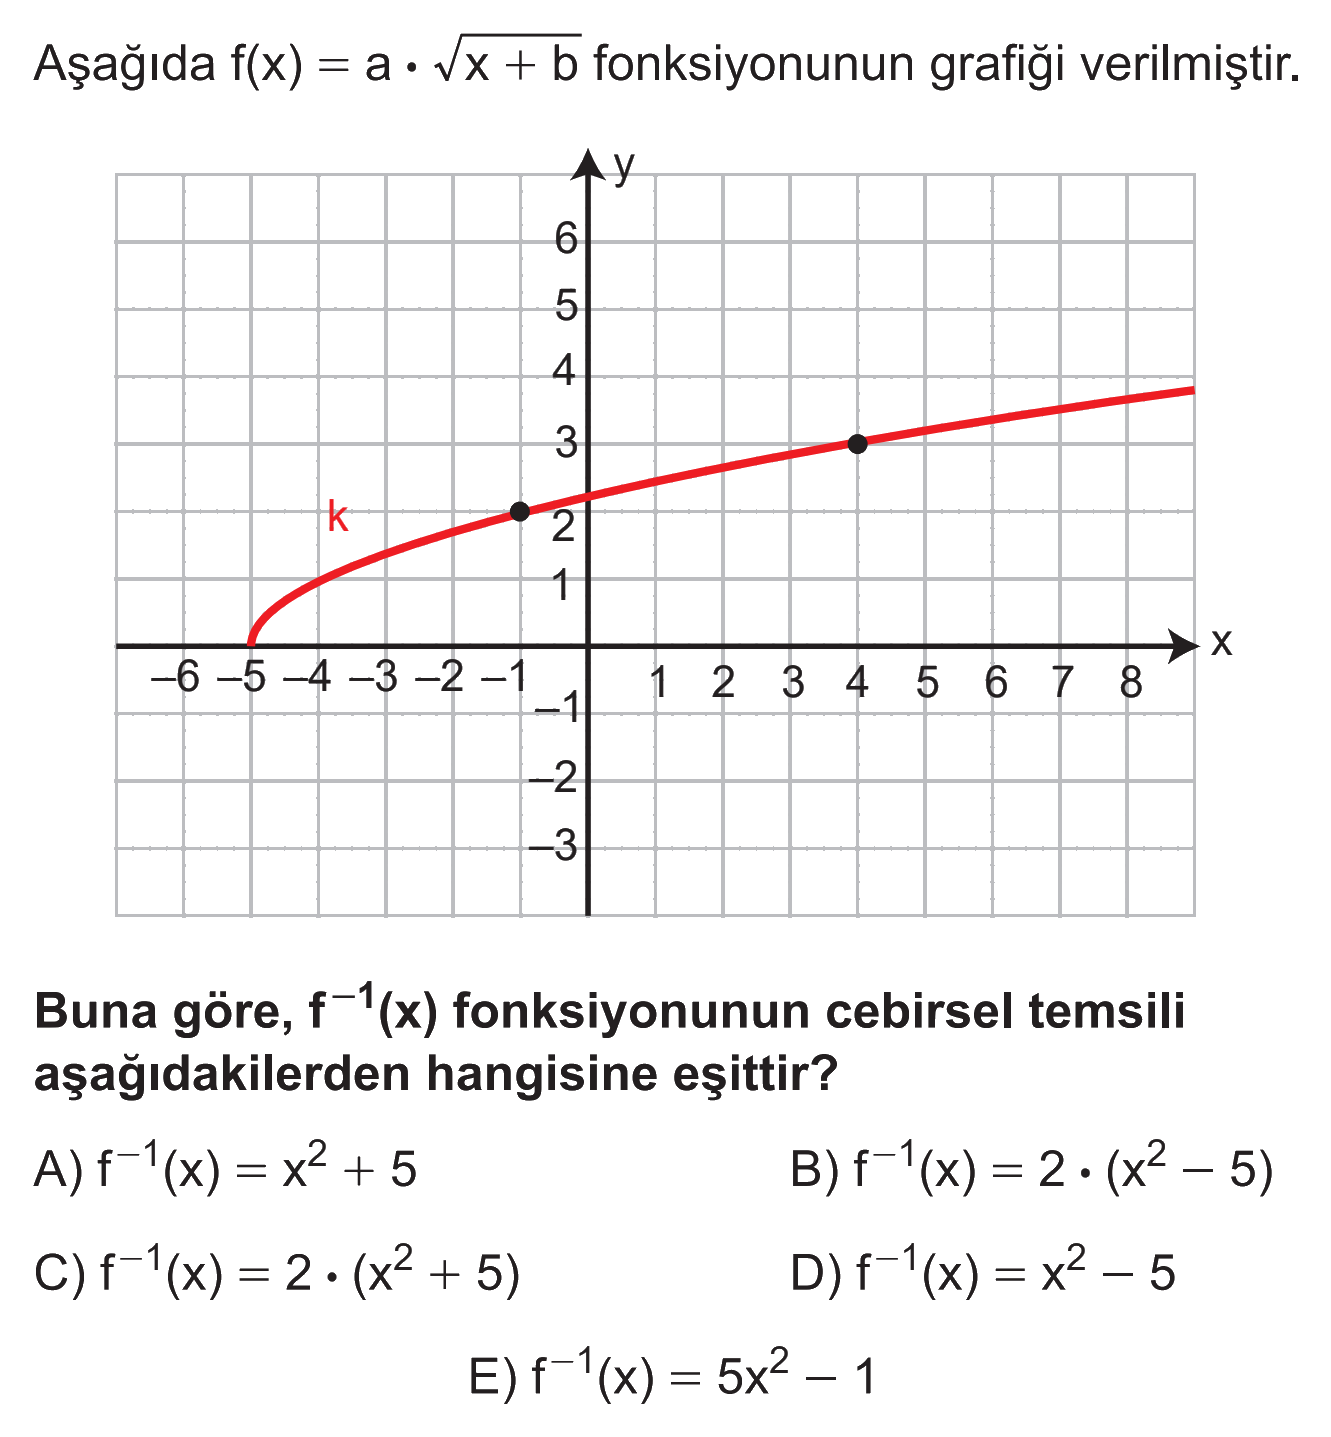 Aşağıda f(x) = a · √(x + b) fonksiyonunun grafiği verilmiştir.
y
6
5
4
3
k
2
1
x
–6 –5 –4 –3 –2 –1 1 2 3 4 5 6 7 8
–1
–2
–3
Buna göre, f⁻¹(x) fonksiyonunun cebirsel temsili
aşağıdakilerden hangisine eşittir?
A) f⁻¹(x) = x² + 5 B) f⁻¹(x) = 2 · (x² – 5)
C) f⁻¹(x) = 2 · (x² + 5) D) f⁻¹(x) = x² – 5
E) f⁻¹(x) = 5x² – 1